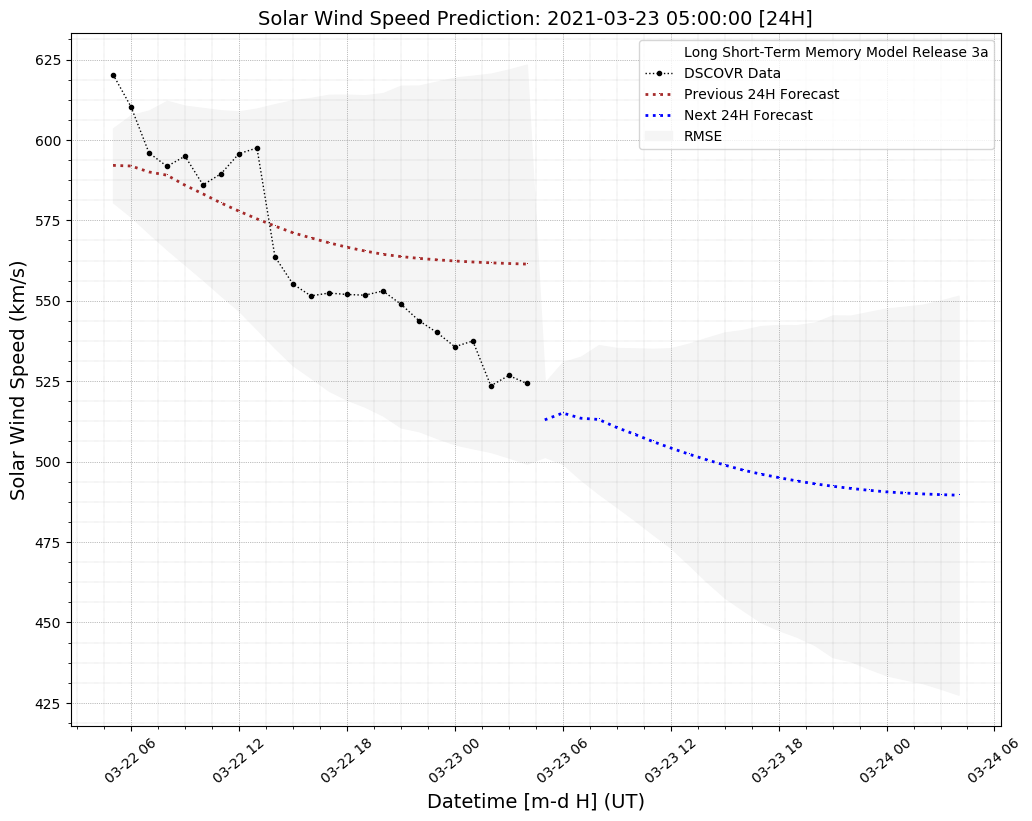 Solar Wind Speed Prediction: 2021-03-23 05:00:00 [24H]
Long Short-Term Memory Model Release 3a
DSCOVR Data
Previous 24H Forecast
Next 24H Forecast
RMSE
Solar Wind Speed (km/s)
625
600
575
550
525
500
475
450
425
03-22 06
03-22 12
03-22 18
03-23 00
03-23 06
03-23 12
03-23 18
03-24 00
03-24 06
Datetime [m-d H] (UT)